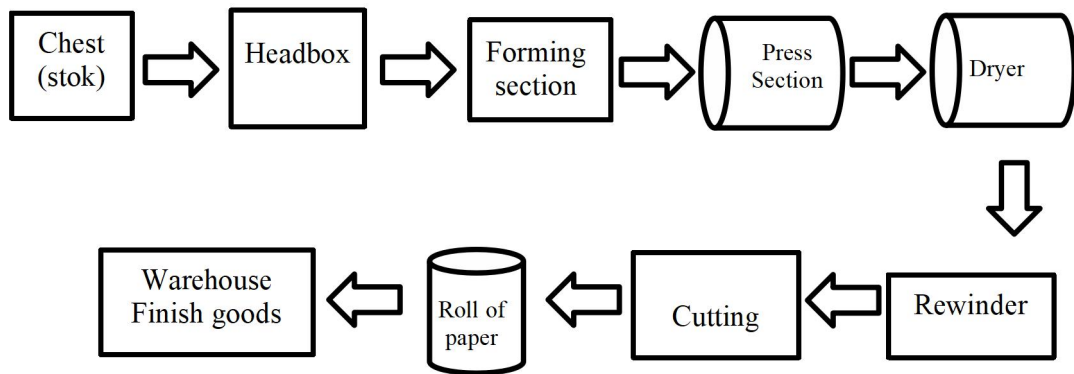 Chest
(stok)
Headbox
Forming
section
Press
Section
Dryer
Rewinder
Cutting
Roll of
paper
Warehouse
Finish goods